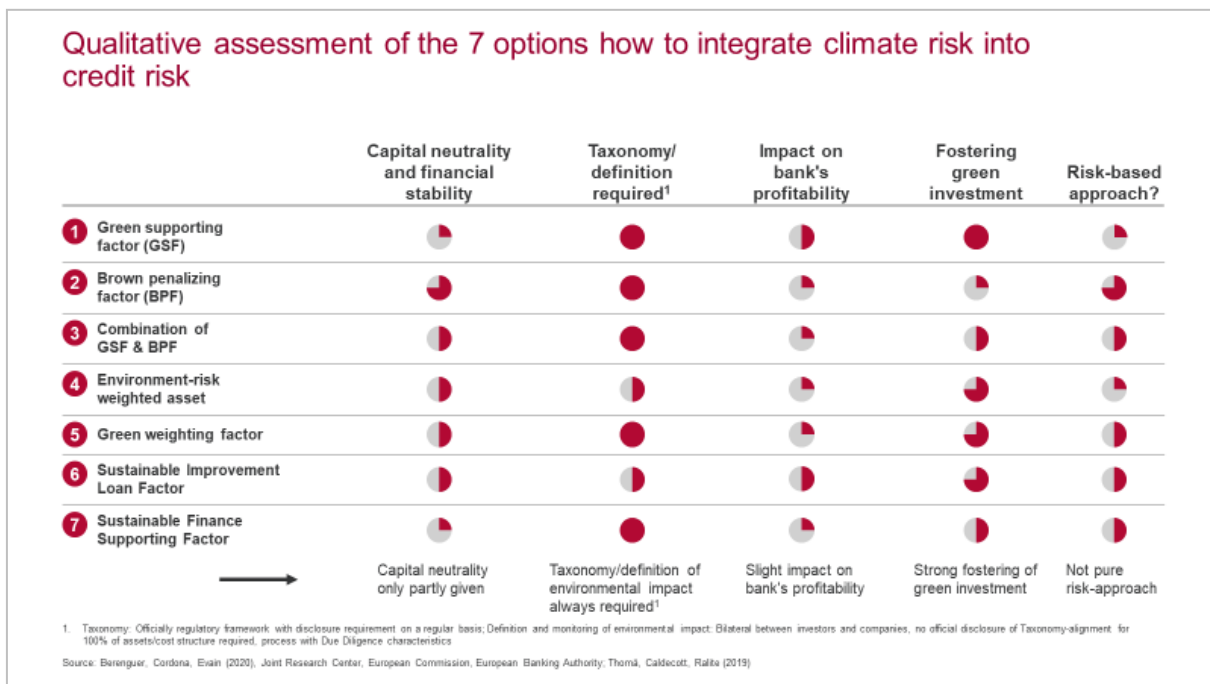 Qualitative assessment of the 7 options how to integrate climate risk into
credit risk
Capital neutrality
and financial
stability
Taxonomy/
definition
required¹
Impact on
bank's
profitability
Fostering
green
investment
Risk-based
approach?
1 Green supporting
factor (GSF)
2 Brown penalizing
factor (BPF)
3 Combination of
GSF & BPF
4 Environment-risk
weighted asset
5 Green weighting factor
6 Sustainable Improvement
Loan Factor
7 Sustainable Finance
Supporting Factor
Capital neutrality
only partly given
Taxonomy/definition of
environmental impact
always required¹
Slight impact on
bank's profitability
Strong fostering of
green investment
Not pure
risk-approach
1. Taxonomy: Officially regulatory framework with disclosure requirement on a regular basis; Definition and monitoring of environmental impact: Bilateral between investors and companies, no official disclosure of Taxonomy-alignment for
100% of assets/cost structure required, process with Due Diligence characteristics
Source: Berenguer, Cordona, Evain (2020), Joint Research Center, European Commission, European Banking Authority; Thomä, Caldecott, Ralite (2019)